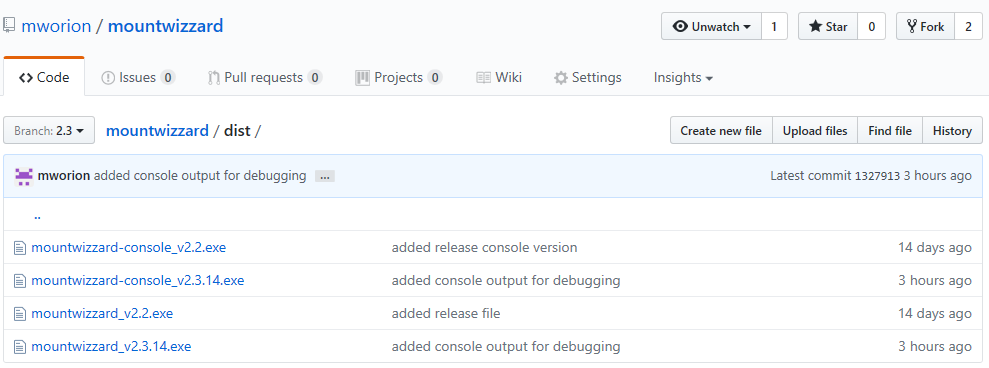 mworion / mountwizzard Unwatch 1 Star 0 Fork 2
Code Issues 0 Pull requests 0 Projects 0 Wiki Settings Insights
Branch: 2.3 mountwizzard / dist / Create new file Upload files Find file History
mworion added console output for debugging ... Latest commit 1327913 3 hours ago
..
mountwizzard-console_v2.2.exe added release console version 14 days ago
mountwizzard-console_v2.3.14.exe added console output for debugging 3 hours ago
mountwizzard_v2.2.exe added release file 14 days ago
mountwizzard_v2.3.14.exe added console output for debugging 3 hours ago